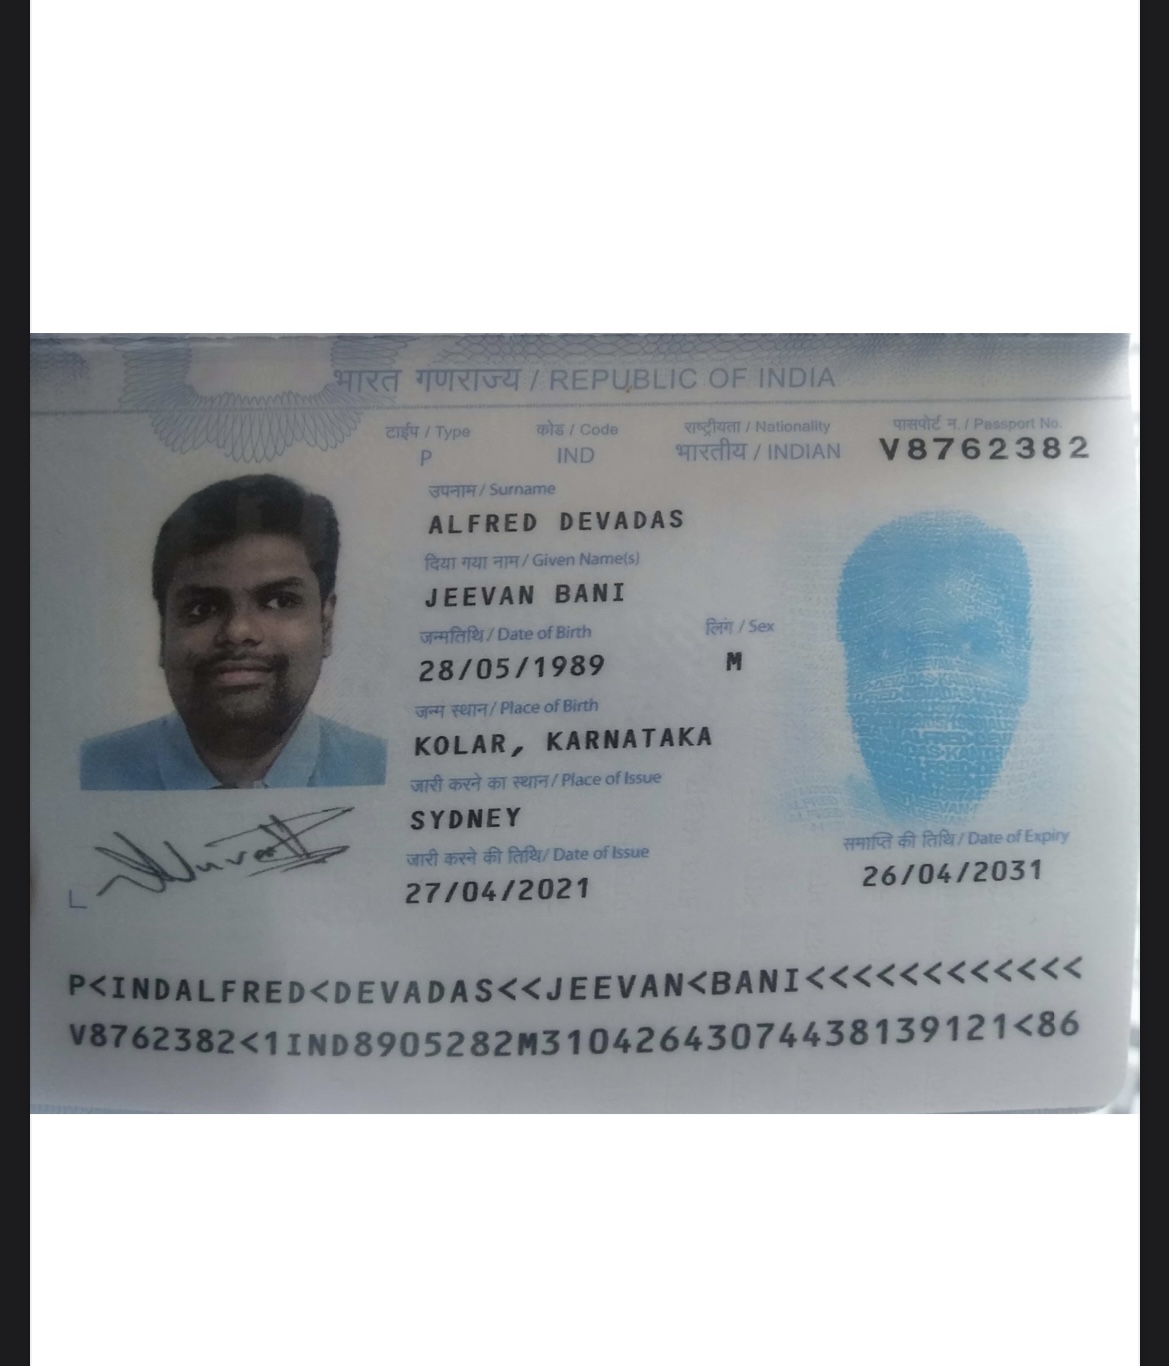 भारत गणराज्य / REPUBLIC OF INDIA
टाईप / Type कोड / Code राष्ट्रीयता / Nationality पासपोर्ट न. / Passport No.
P IND भारतीय / INDIAN V8762382
उपनाम / Surname
ALFRED DEVADAS
दिया गया नाम / Given Name(s)
JEEVAN BANI
जन्मतिथि / Date of Birth लिंग / Sex
28/05/1989 M
जन्म स्थान / Place of Birth
KOLAR, KARNATAKA
जारी करने का स्थान / Place of Issue
SYDNEY
जारी करने की तिथि / Date of Issue समाप्ति की तिथि / Date of Expiry
27/04/2021 26/04/2031
P<INDALFRED<DEVADAS<<JEEVAN<BANI<<<<<<<<<<<<
V8762382<1IND8905282M31042643074438139121<86